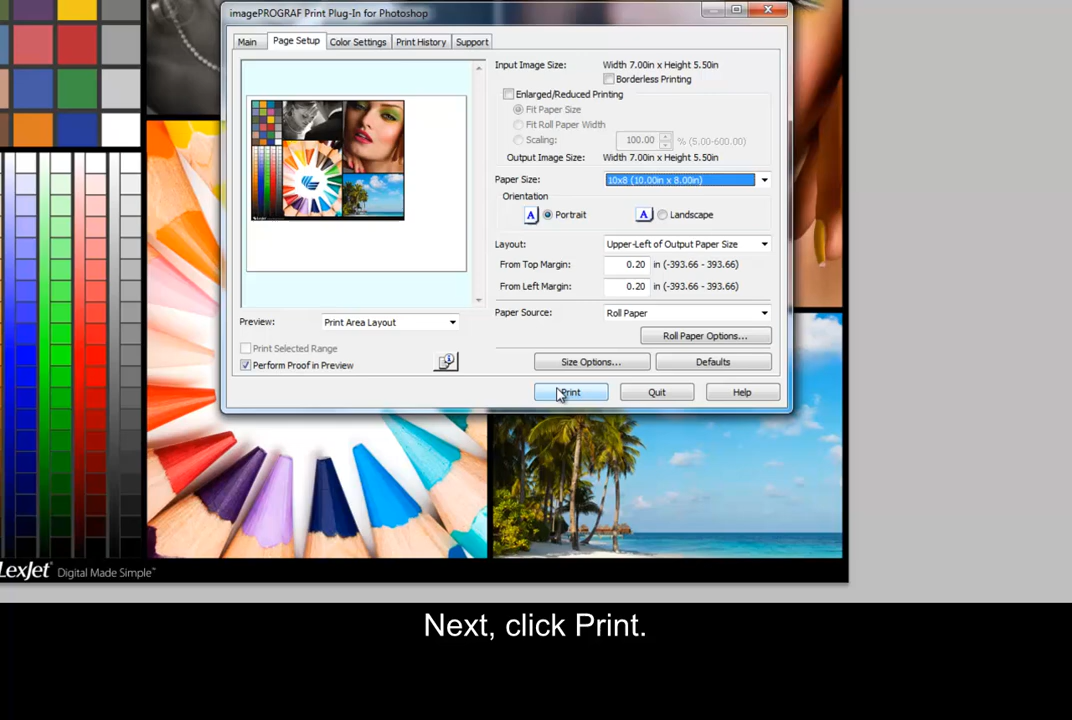 imagePROGRAF Print Plug-In for Photoshop
Main Page Setup Color Settings Print History Support
Input Image Size: Width 7.00in x Height 5.50in
Borderless Printing
Enlarged/Reduced Printing
Fit Paper Size
Fit Roll Paper Width
Scaling: 100.00 % (5.00-600.00)
Output Image Size: Width 7.00in x Height 5.50in
Paper Size: 10x8 (10.00in x 8.00in)
Orientation
A Portrait A Landscape
Layout: Upper-Left of Output Paper Size
From Top Margin: 0.20 in (-393.66 - 393.66)
From Left Margin: 0.20 in (-393.66 - 393.66)
Paper Source: Roll Paper
Preview: Print Area Layout
Roll Paper Options...
Print Selected Range
Perform Proof in Preview
Size Options... Defaults
Print Quit Help
LexJet Digital Made Simple™
Next, click Print.